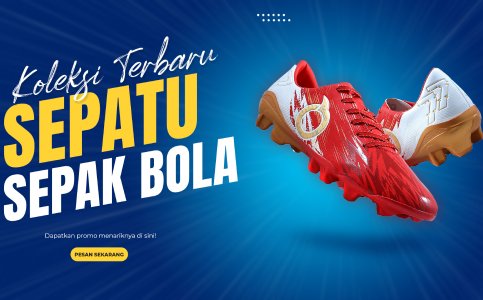 Koleksi Terbaru
SEPATU
SEPAK BOLA
Dapatkan promo menariknya di sini!
PESAN SEKARANG